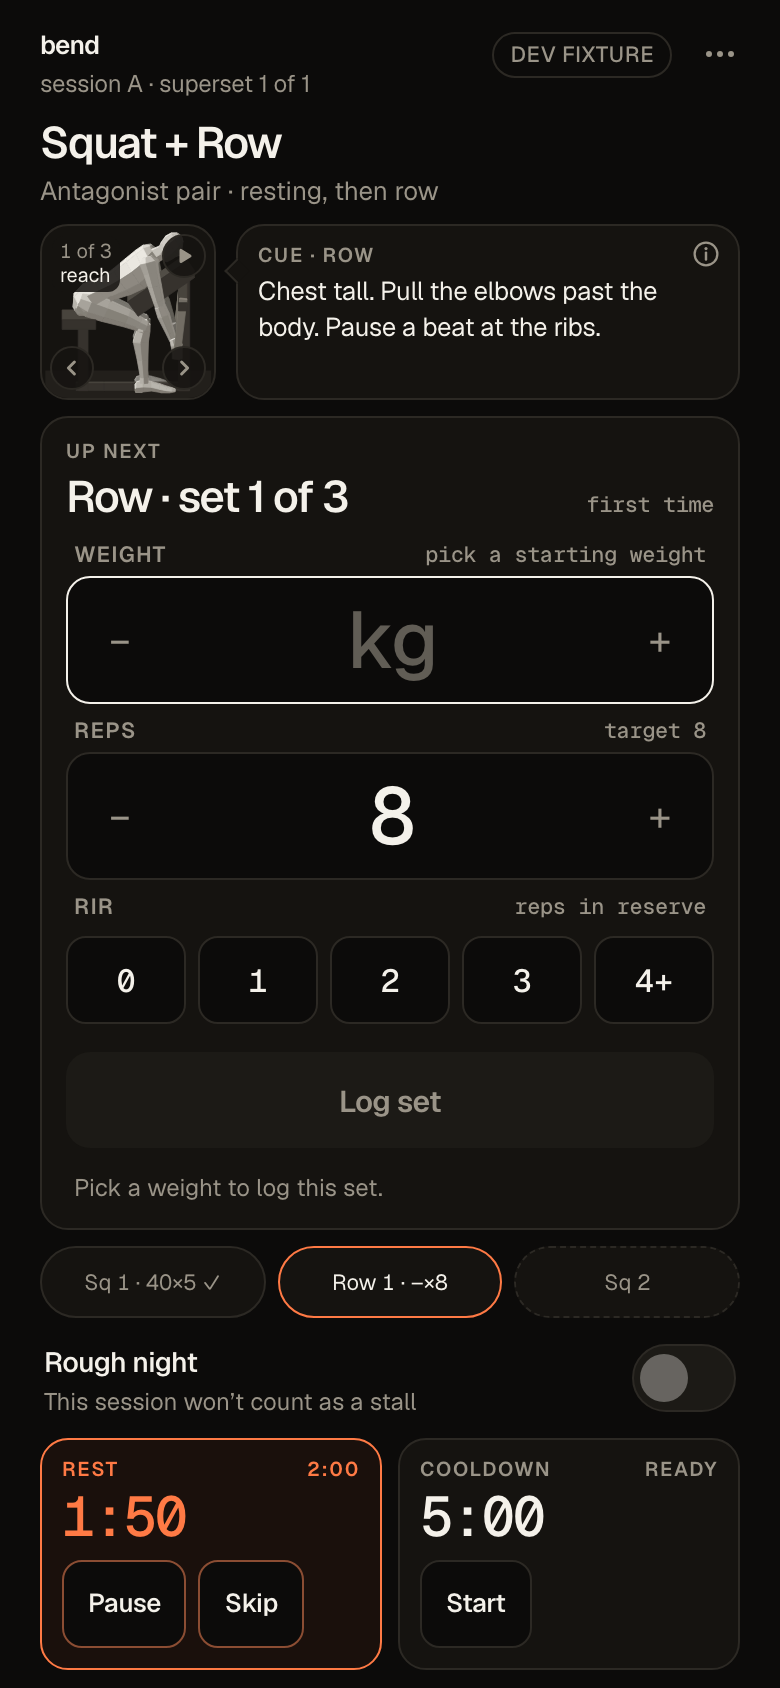 bend
DEV FIXTURE
session A · superset 1 of 1
Squat + Row
Antagonist pair · resting, then row
1 of 3
reach
CUE · ROW
Chest tall. Pull the elbows past the
body. Pause a beat at the ribs.
UP NEXT
Row · set 1 of 3
first time
WEIGHT
pick a starting weight
− kg +
REPS
target 8
− 8 +
RIR
reps in reserve
0 1 2 3 4+
Log set
Pick a weight to log this set.
Sq 1 · 40×5 ✓
Row 1 · –×8
Sq 2
Rough night
This session won’t count as a stall
REST 2:00
1:50
Pause Skip
COOLDOWN READY
5:00
Start